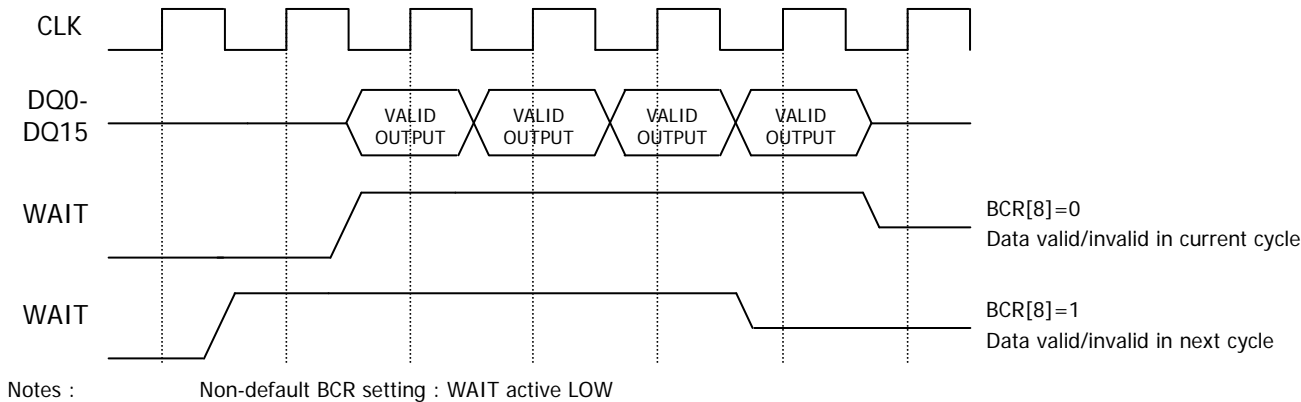 CLK
DQ0-
DQ15
VALID OUTPUT VALID OUTPUT VALID OUTPUT VALID OUTPUT
WAIT
BCR[8]=0
Data valid/invalid in current cycle
WAIT
BCR[8]=1
Data valid/invalid in next cycle
Notes : Non-default BCR setting : WAIT active LOW